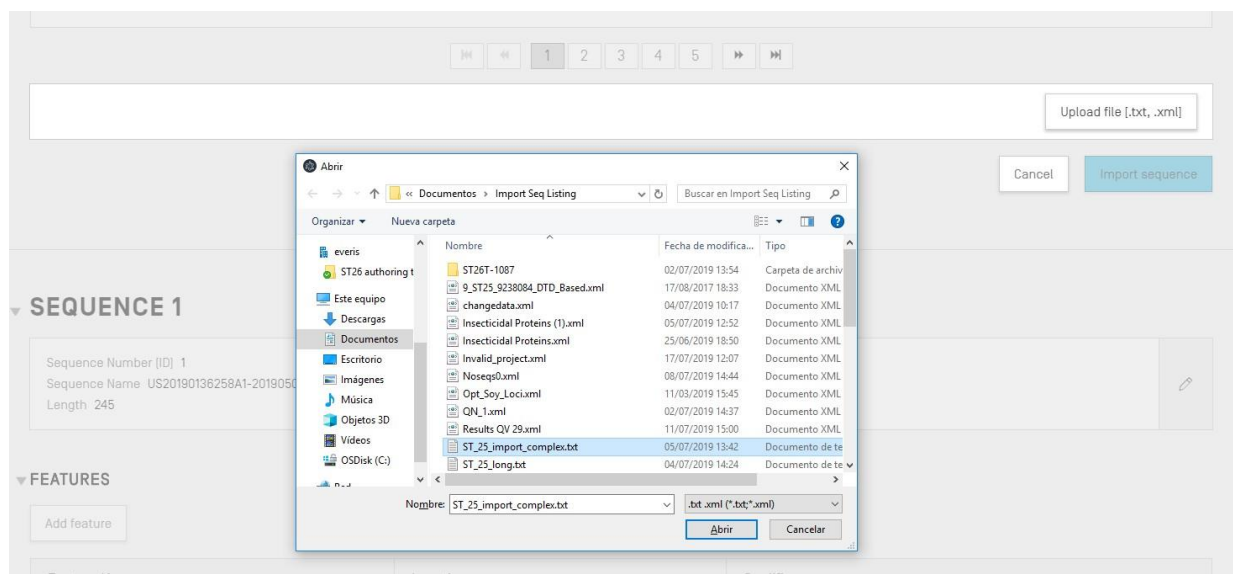 1 2 3 4 5
Upload file [.txt, .xml]
Cancel Import sequence
Abrir
« Documentos > Import Seq Listing
Buscar en Import Seq Listing
Organizar Nueva carpeta
everis
ST26 authoring t
Este equipo
Descargas
Documentos
Escritorio
Imágenes
Música
Objetos 3D
Vídeos
OSDisk (C:)
Nombre Fecha de modifica... Tipo
ST26T-1087 02/07/2019 13:54 Carpeta de archiv
9_ST25_9238084_DTD_Based.xml 17/08/2017 18:33 Documento XML
changedata.xml 04/07/2019 10:17 Documento XML
Insecticidal Proteins (1).xml 05/07/2019 12:52 Documento XML
Insecticidal Proteins.xml 25/06/2019 18:50 Documento XML
Invalid_project.xml 17/07/2019 12:07 Documento XML
Noseqs0.xml 08/07/2019 14:44 Documento XML
Opt_Soy_Loci.xml 11/03/2019 15:45 Documento XML
QN_1.xml 02/07/2019 14:37 Documento XML
Results QV 29.xml 11/07/2019 15:00 Documento XML
ST_25_import_complex.txt 05/07/2019 13:42 Documento de te
ST_25_long.txt 04/07/2019 14:24 Documento de te
Nombre: ST_25_import_complex.txt .txt .xml (*.txt;*.xml)
Abrir Cancelar
SEQUENCE 1
Sequence Number [ID] 1
Sequence Name US20190136258A1-2019050
Length 245
FEATURES
Add feature